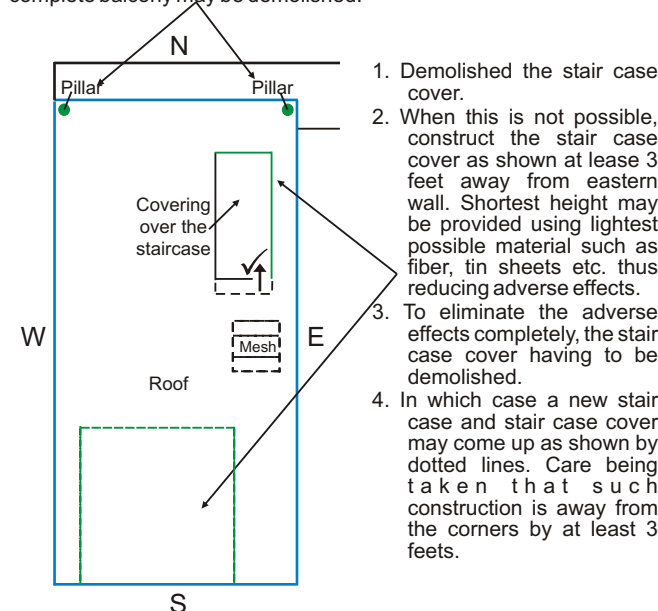 complete balcony may be demolished.
N
Pillar
Pillar
Covering
over the
staircase
W
Mesh
E
Roof
S
1. Demolished the stair case
cover.
2. When this is not possible,
construct the stair case
cover as shown at lease 3
feet away from eastern
wall. Shortest height may
be provided using lightest
possible material such as
fiber, tin sheets etc. thus
reducing adverse effects.
3. To eliminate the adverse
effects completely, the stair
case cover having to be
demolished.
4. In which case a new stair
case and stair case cover
may come up as shown by
dotted lines. Care being
taken that such
construction is away from
the corners by at least 3
feets.